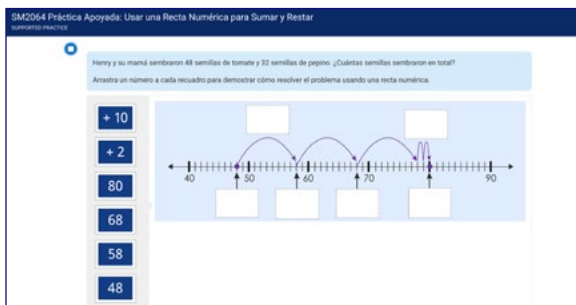 SM2064 Práctica Apoyada: Usar una Recta Numérica para Sumar y Restar
SUPPORTED PRACTICE
Henry y su mamá sembraron 48 semillas de tomate y 32 semillas de pepino. ¿Cuántas semillas sembraron en total?
Arrastra un número a cada recuadro para demostrar cómo resolver el problema usando una recta numérica.
+ 10
+ 2
80
68
58
48
40 50 60 70 90